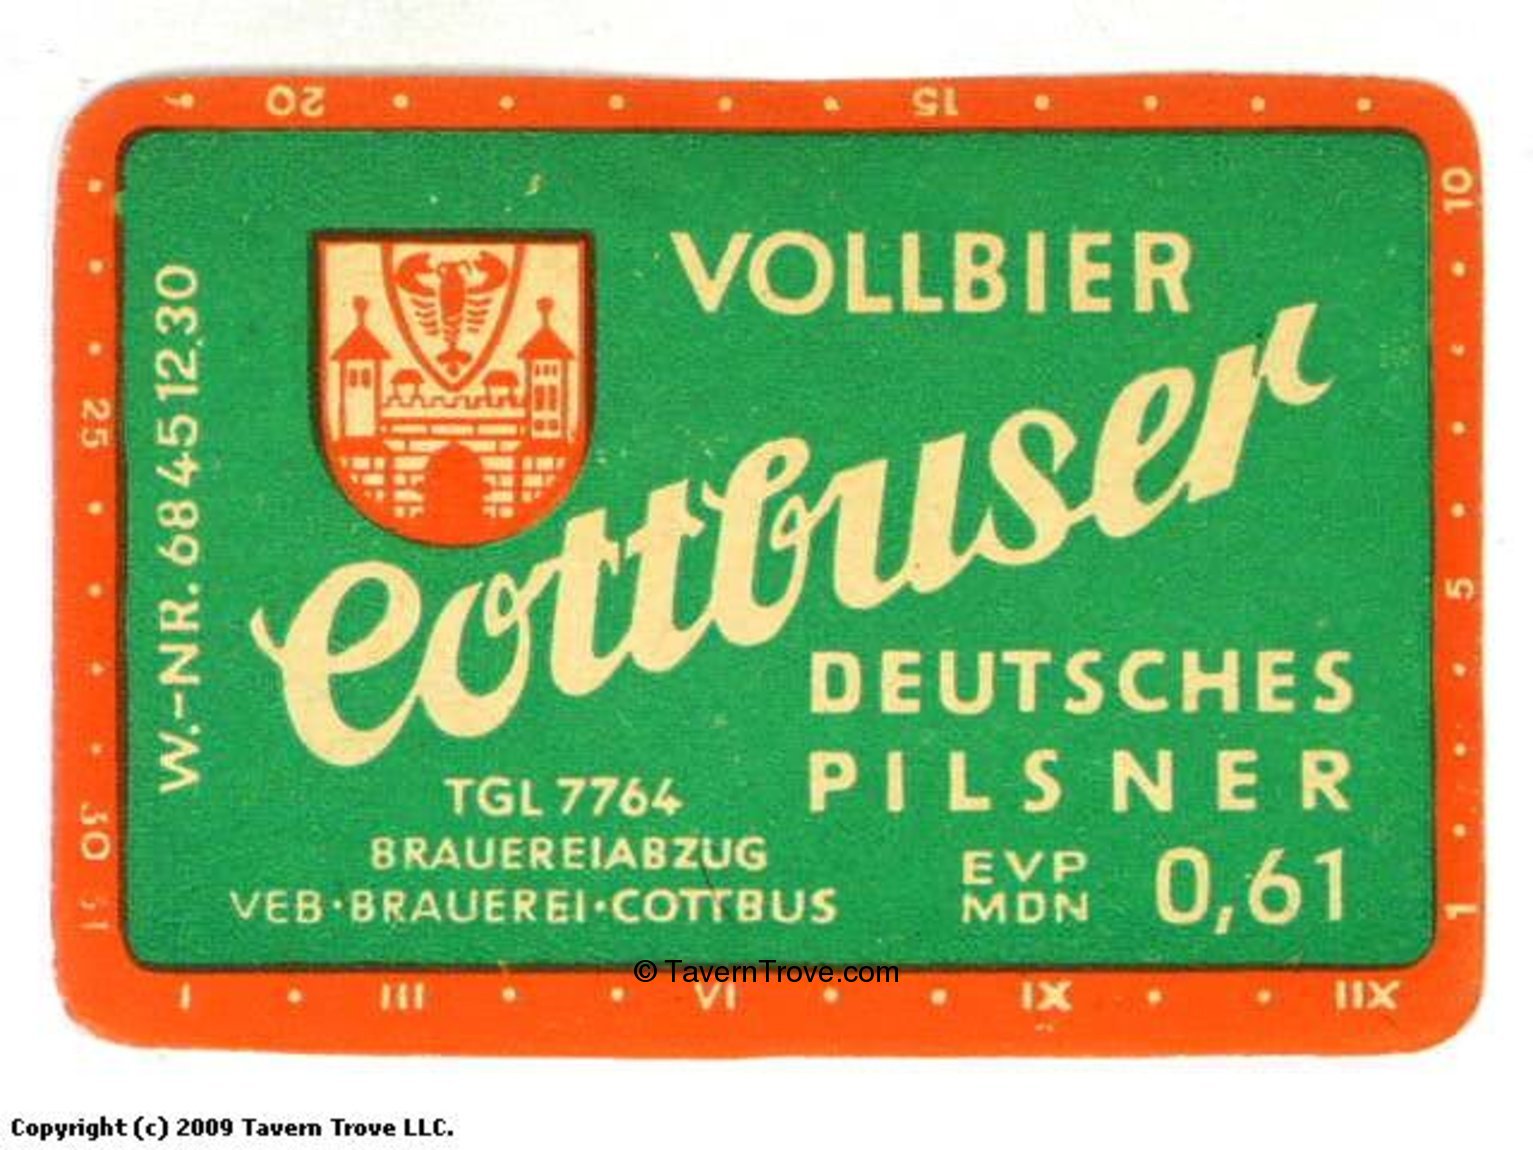 20 15
10
5
1
25
30
31
W.-NR. 68 45 12.30
VOLLBIER
Cottbuser
DEUTSCHES
PILSNER
TGL 7764
BRAUEREIABZUG
VEB·BRAUEREI·COTTBUS
EVP
MDN
0,61
© TavernTrove.com
I III VI IX IIX
Copyright (c) 2009 Tavern Trove LLC.